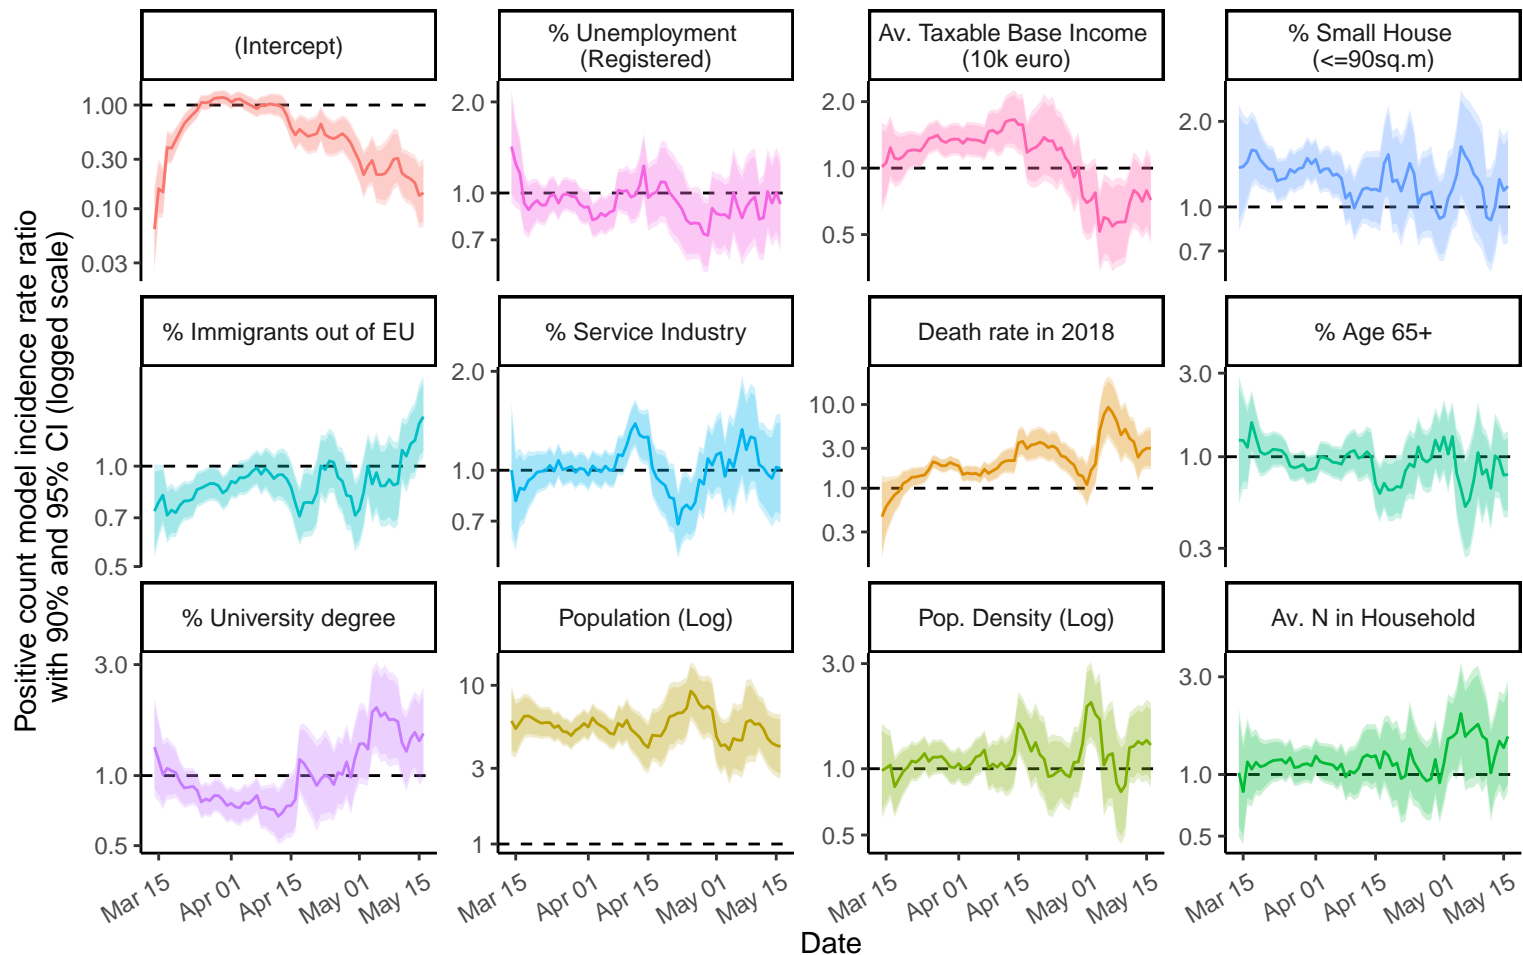 Positive count model incidence rate ratio
with 90% and 95% CI (logged scale)
(Intercept)
1.00
0.30
0.10
0.03
% Unemployment
(Registered)
2.0
1.0
0.7
Av. Taxable Base Income
(10k euro)
2.0
1.0
0.5
% Small House
(<=90sq.m)
2.0
1.0
0.7
% Immigrants out of EU
1.0
0.7
0.5
% Service Industry
2.0
1.0
0.7
Death rate in 2018
10.0
3.0
1.0
0.3
% Age 65+
3.0
1.0
0.3
% University degree
3.0
1.0
0.5
Population (Log)
10
3
1
Pop. Density (Log)
3.0
1.0
0.5
Av. N in Household
3.0
1.0
0.5
Mar 15 Apr 01 Apr 15 May 01 May 15
Mar 15 Apr 01 Apr 15 May 01 May 15
Mar 15 Apr 01 Apr 15 May 01 May 15
Mar 15 Apr 01 Apr 15 May 01 May 15
Date